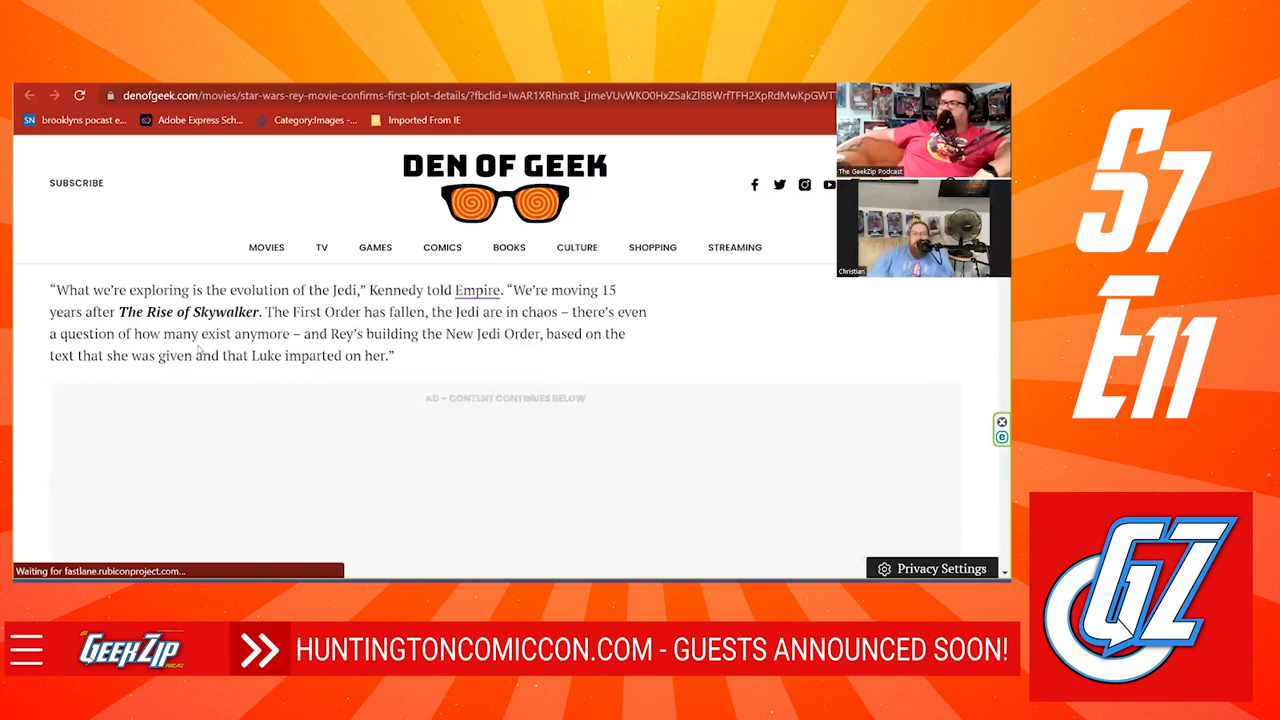 denofgeek.com/movies/star-wars-rey-movie-confirms-first-plot-details/?fbclid=IwAR1XRhirxtR_jJmeVUvWKO0HxZSakZl8BWrfTFH2XpRdMwKpGWT
SN brooklyns pocast e... Adobe Express Sch... Category:Images -... Imported From IE
The GeekZip Podcast
SUBSCRIBE
DEN OF GEEK
Christian
MOVIES TV GAMES COMICS BOOKS CULTURE SHOPPING STREAMING
“What we’re exploring is the evolution of the Jedi,” Kennedy told Empire. “We’re moving 15
years after The Rise of Skywalker. The First Order has fallen, the Jedi are in chaos – there’s even
a question of how many exist anymore – and Rey’s building the New Jedi Order, based on the
text that she was given and that Luke imparted on her.”
AD – CONTENT CONTINUES BELOW
Waiting for fastlane.rubiconproject.com...
Privacy Settings
S7
E11
GZ
GEEKZIP
PODCAST
HUNTINGTONCOMICCON.COM - GUESTS ANNOUNCED SOON!